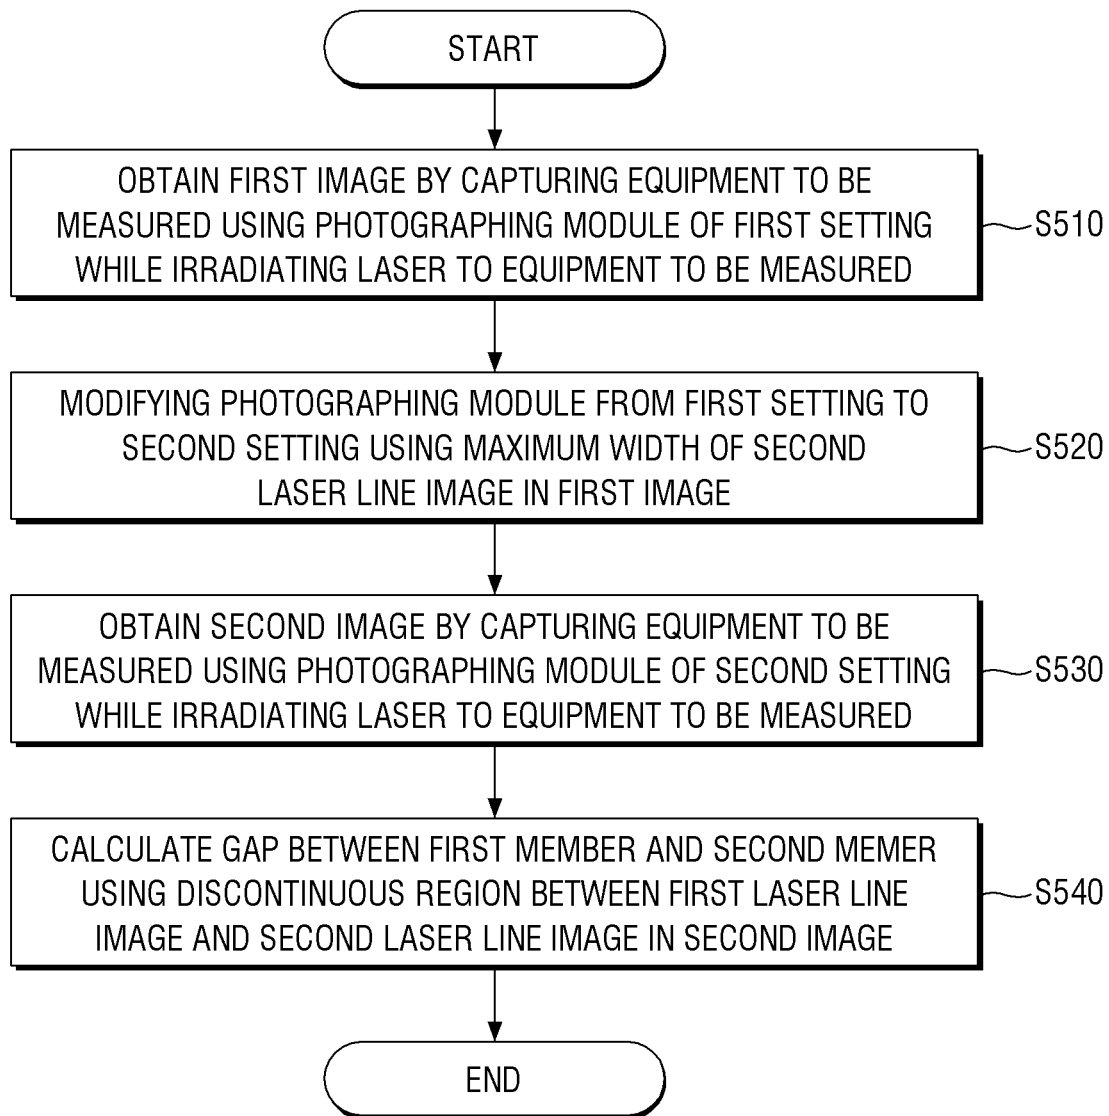 START
OBTAIN FIRST IMAGE BY CAPTURING EQUIPMENT TO BE
MEASURED USING PHOTOGRAPHING MODULE OF FIRST SETTING
WHILE IRRADIATING LASER TO EQUIPMENT TO BE MEASURED
S510
MODIFYING PHOTOGRAPHING MODULE FROM FIRST SETTING TO
SECOND SETTING USING MAXIMUM WIDTH OF SECOND
LASER LINE IMAGE IN FIRST IMAGE
S520
OBTAIN SECOND IMAGE BY CAPTURING EQUIPMENT TO BE
MEASURED USING PHOTOGRAPHING MODULE OF SECOND SETTING
WHILE IRRADIATING LASER TO EQUIPMENT TO BE MEASURED
S530
CALCULATE GAP BETWEEN FIRST MEMBER AND SECOND MEMER
USING DISCONTINUOUS REGION BETWEEN FIRST LASER LINE
IMAGE AND SECOND LASER LINE IMAGE IN SECOND IMAGE
S540
END